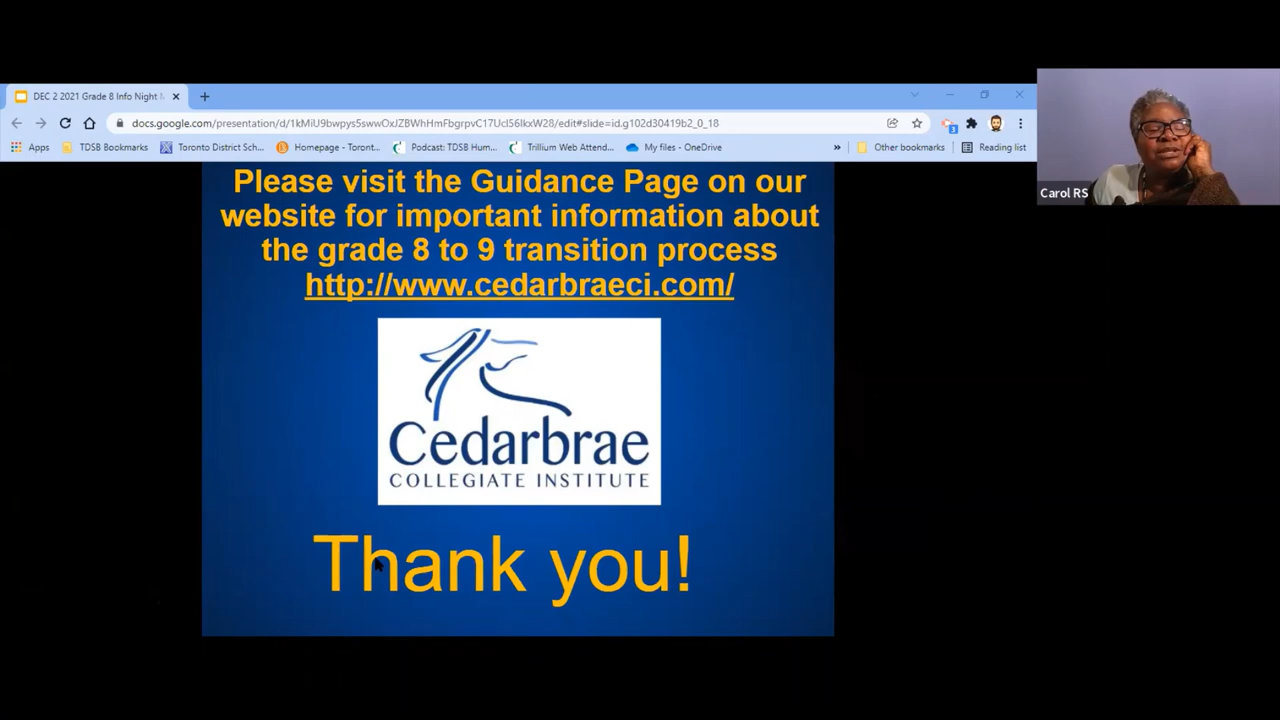 DEC 2 2021 Grade 8 Info Night
docs.google.com/presentation/d/1kMiU9bwpys5swwOxJZBWhHmFbgrpvC17UcI56IkxW28/edit#slide=id.g102d30419b2_0_18
Apps TDSB Bookmarks Toronto District Sch... Homepage - Toront... Podcast: TDSB Hum... Trillium Web Attend... My files - OneDrive » Other bookmarks Reading list
3
Carol RS
Please visit the Guidance Page on our
website for important information about
the grade 8 to 9 transition process
http://www.cedarbraeci.com/
Cedarbrae
COLLEGIATE INSTITUTE
Thank you!